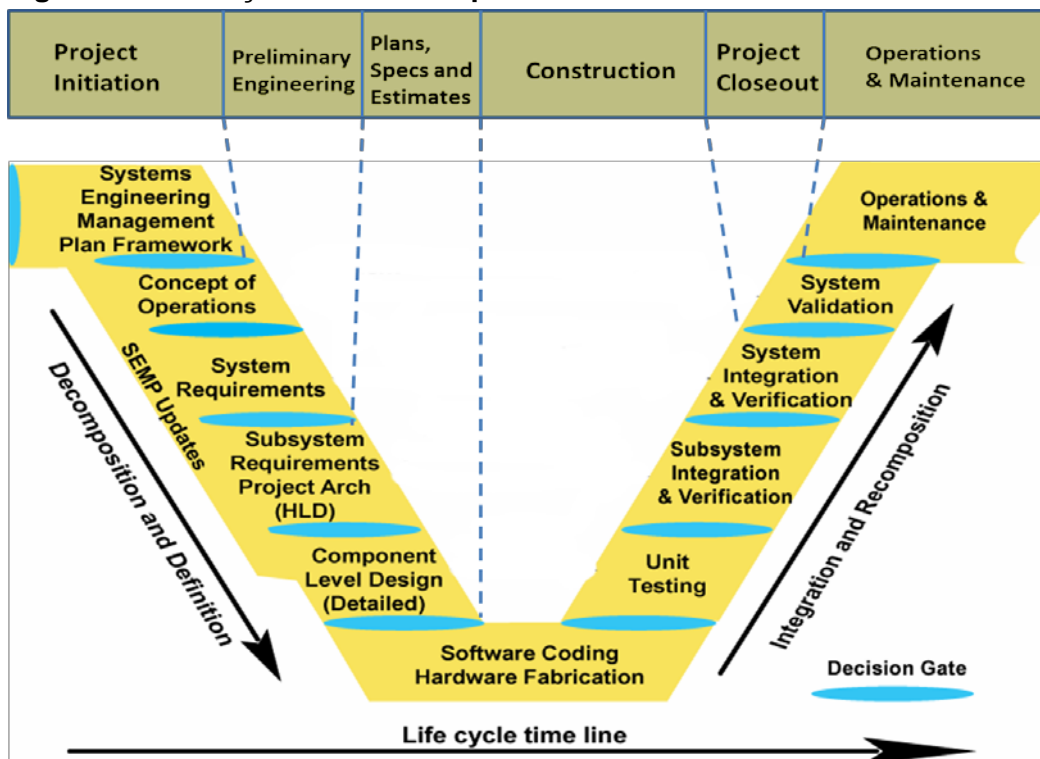 Project
Initiation
Preliminary
Engineering
Plans,
Specs and
Estimates
Construction
Project
Closeout
Operations
& Maintenance
Systems
Engineering
Management
Plan Framework
Concept of
Operations
System
Requirements
Subsystem
Requirements
Project Arch
(HLD)
Component
Level Design
(Detailed)
SEMP Updates
Decomposition and Definition
Software Coding
Hardware Fabrication
Operations &
Maintenance
System
Validation
System
Integration
& Verification
Subsystem
Integration
& Verification
Unit
Testing
Integration and Recomposition
Decision Gate
Life cycle time line